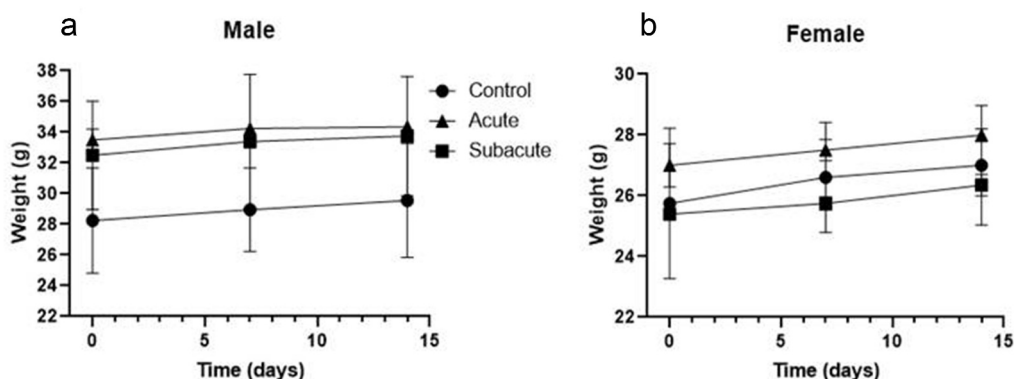 a
Male
Weight (g)
38
36
34
32
30
28
26
24
22
0
5
10
15
Time (days)
Control
Acute
Subacute
b
Female
Weight (g)
30
28
26
24
22
0
5
10
15
Time (days)